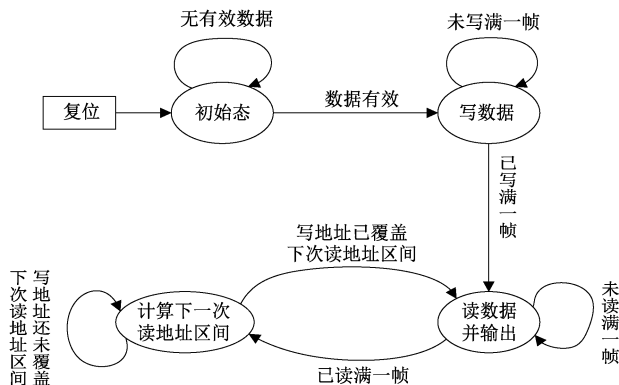 无有效数据
未写满一帧
复位
初始态
数据有效
写数据
已写满一帧
写地址已覆盖
下次读地址区间
写地址还未覆盖
下次读地址区间
计算下一次
读地址区间
读数据
并输出
未读满一帧
已读满一帧